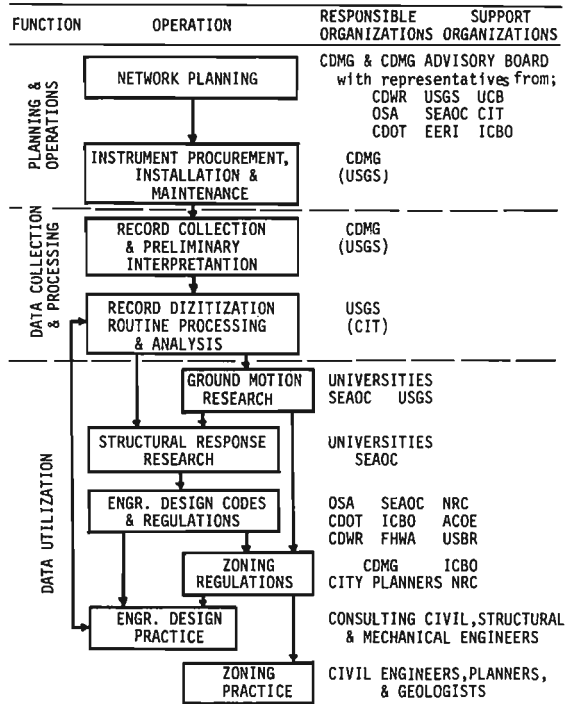 FUNCTION OPERATION RESPONSIBLE ORGANIZATIONS SUPPORT ORGANIZATIONS
PLANNING & OPERATIONS
NETWORK PLANNING
CDMG & CDMG ADVISORY BOARD
with representatives from;
CDWR USGS UCB
OSA SEAOC CIT
CDOT EERI ICBO
INSTRUMENT PROCUREMENT,
INSTALLATION &
MAINTENANCE
CDMG
(USGS)
DATA COLLECTION
& PROCESSING
RECORD COLLECTION
& PRELIMINARY
INTERPRETANTION
CDMG
(USGS)
RECORD DIZITIZATION
ROUTINE PROCESSING
& ANALYSIS
USGS
(CIT)
DATA UTILIZATION
GROUND MOTION
RESEARCH
UNIVERSITIES
SEAOC USGS
STRUCTURAL RESPONSE
RESEARCH
UNIVERSITIES
SEAOC
ENGR. DESIGN CODES
& REGULATIONS
OSA SEAOC NRC
CDOT ICBO ACOE
CDWR FHWA USBR
ZONING
REGULATIONS
CDMG ICBO
CITY PLANNERS NRC
ENGR. DESIGN
PRACTICE
CONSULTING CIVIL,STRUCTURAL
& MECHANICAL ENGINEERS
ZONING
PRACTICE
CIVIL ENGINEERS,PLANNERS,
& GEOLOGISTS